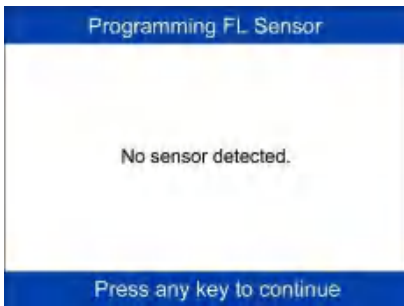 Programming FL Sensor
No sensor detected.
Press any key to continue